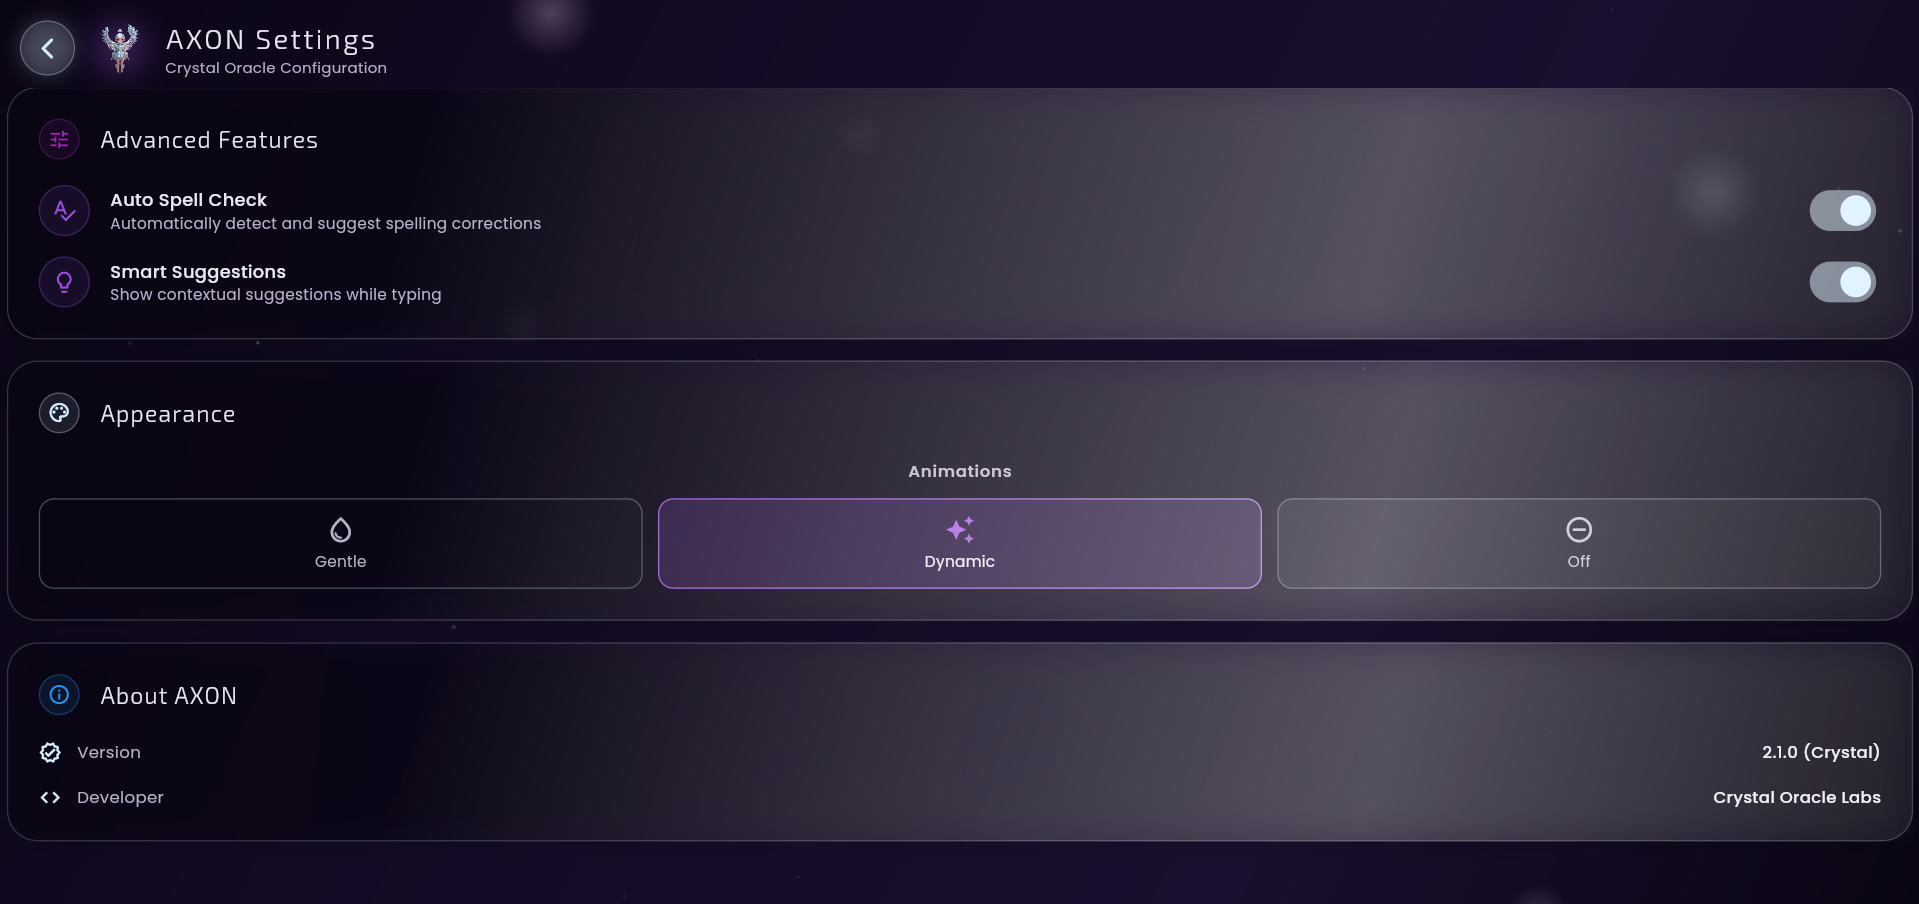 AXON Settings
Crystal Oracle Configuration
Advanced Features
Auto Spell Check
Automatically detect and suggest spelling corrections
Smart Suggestions
Show contextual suggestions while typing
Appearance
Animations
Gentle
Dynamic
Off
About AXON
Version
2.1.0 (Crystal)
Developer
Crystal Oracle Labs